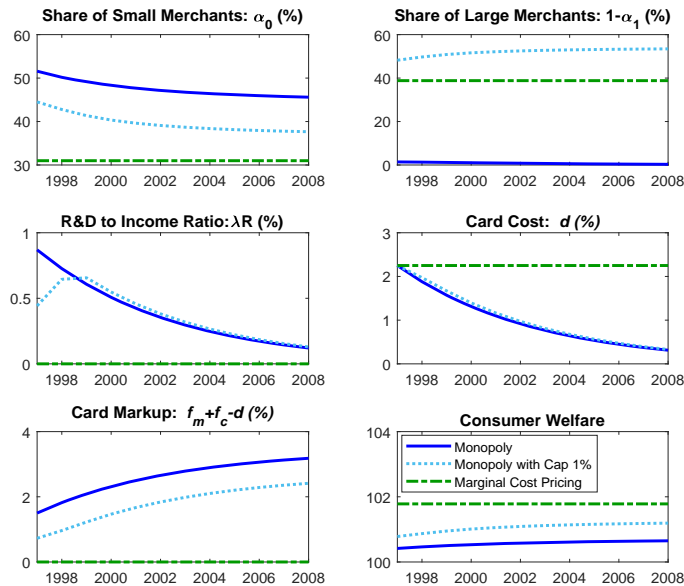 Share of Small Merchants: α0 (%)
60
50
40
30
1998 2000 2002 2004 2006 2008
Share of Large Merchants: 1-α1 (%)
60
40
20
0
1998 2000 2002 2004 2006 2008
R&D to Income Ratio: λR (%)
1
0.5
0
1998 2000 2002 2004 2006 2008
Card Cost: d (%)
3
2
1
0
1998 2000 2002 2004 2006 2008
Card Markup: f_m+f_c-d (%)
4
2
0
1998 2000 2002 2004 2006 2008
Consumer Welfare
104
102
100
Monopoly
Monopoly with Cap 1%
Marginal Cost Pricing
1998 2000 2002 2004 2006 2008